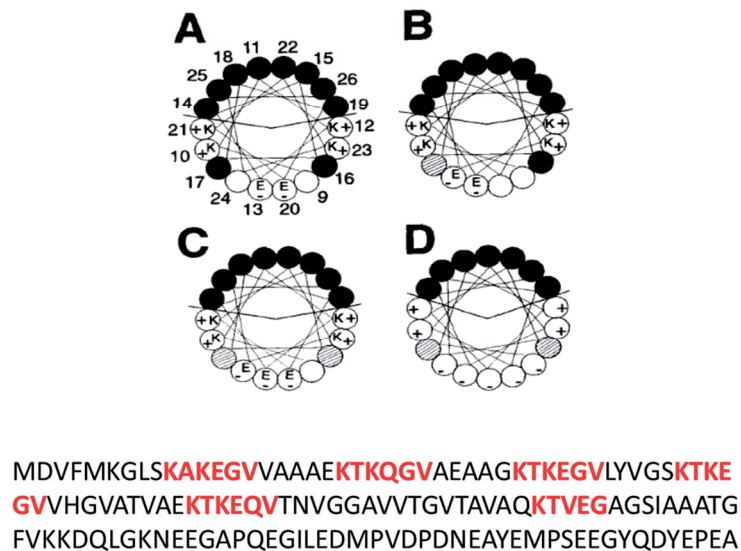 A
18 11 22 15
25 26
14 19
21 +K K+ 12
10 +K K+ 23
17 16
24 E E 9
- -
13 20
B
+K K+
+K K+
E E
- -
C
+K K+
+K K+
E E E
- - -
D
+ +
+ +
- - - - -
MDVFMKGLSKAKEGVVAAAEKTKQGVAEAAGKTKEGVLYVGSKTKE
GVVHGVATVAEKTKEQVTNVGGAVVTGVTAVAQKTVEGAGSIAAATG
FVKKDQLGKNEEGAPQEGILEDMPVDPDNEAYEMPSEEGYQDYEPEA